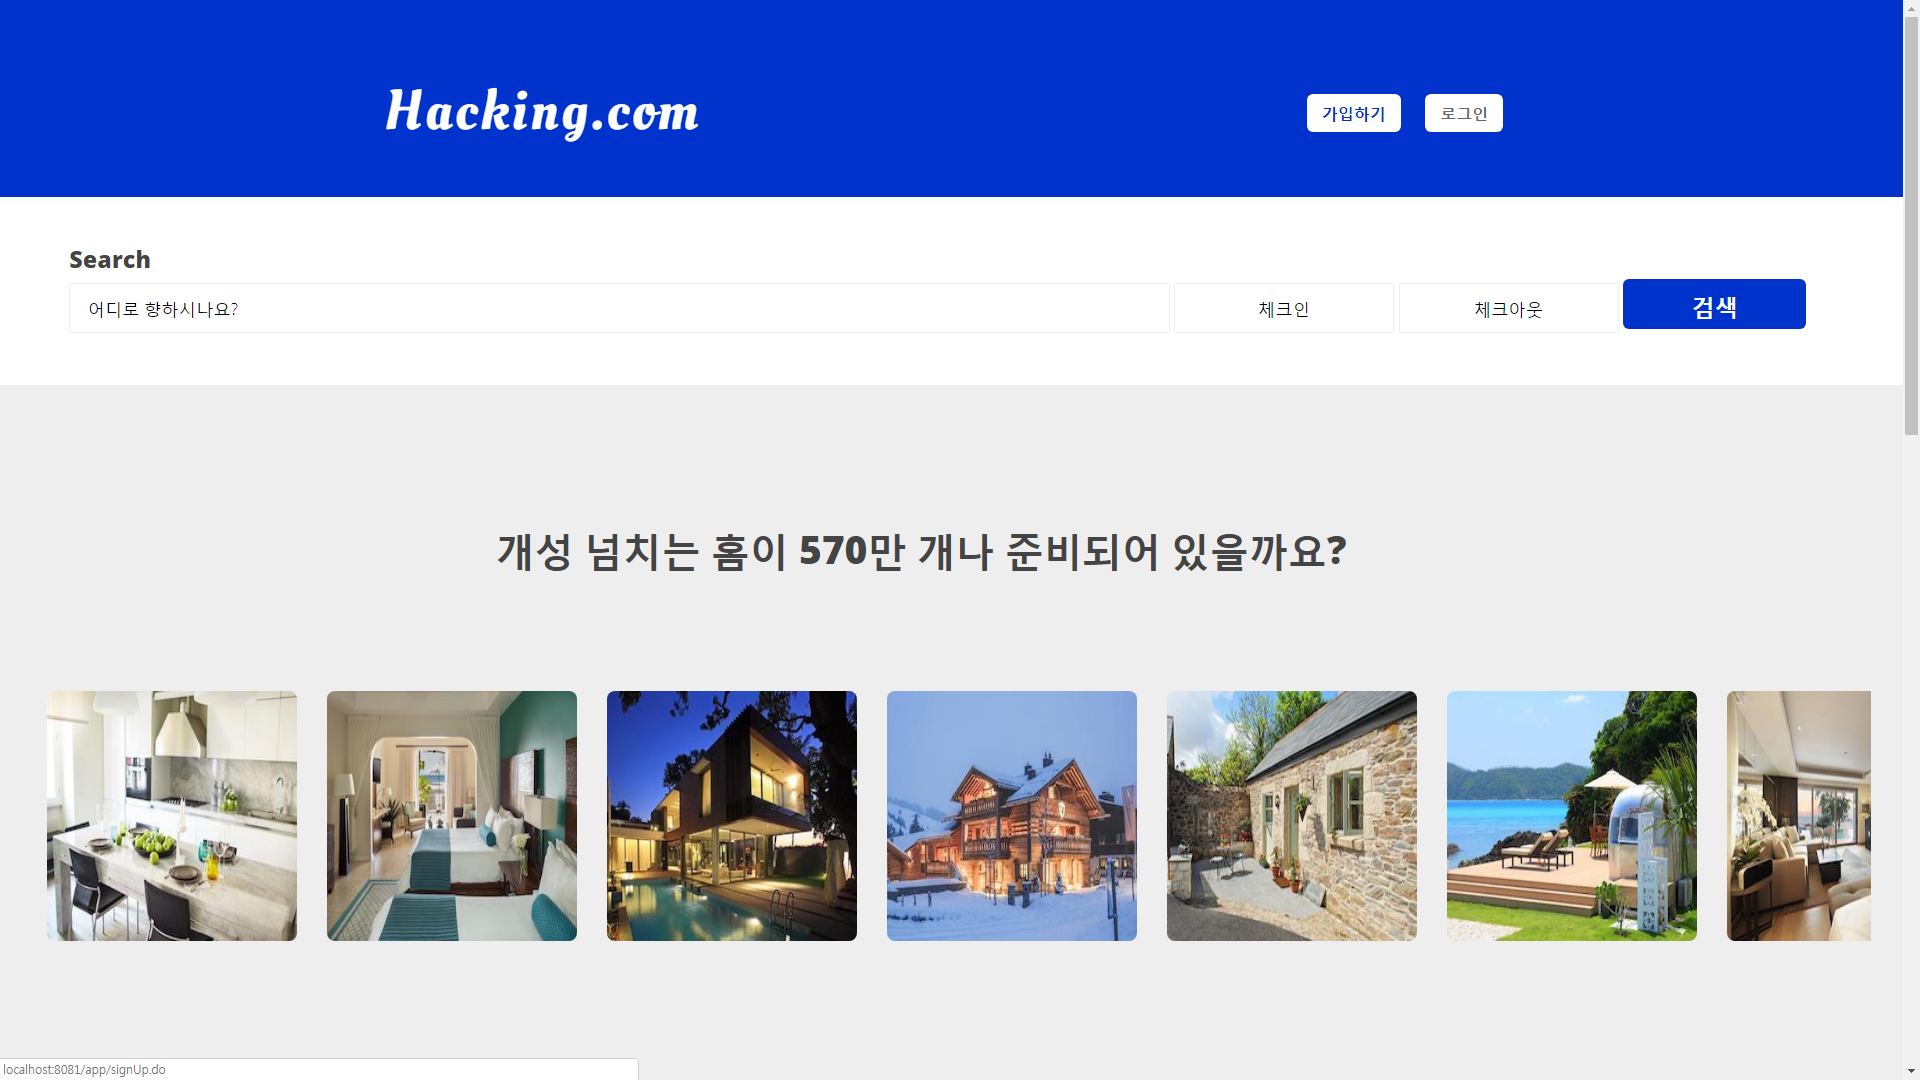 Hacking.com
가입하기
로그인
Search
어디로 향하시나요?
체크인
체크아웃
검색
개성 넘치는 홈이 570만 개나 준비되어 있을까요?
localhost:8081/app/signUp.do